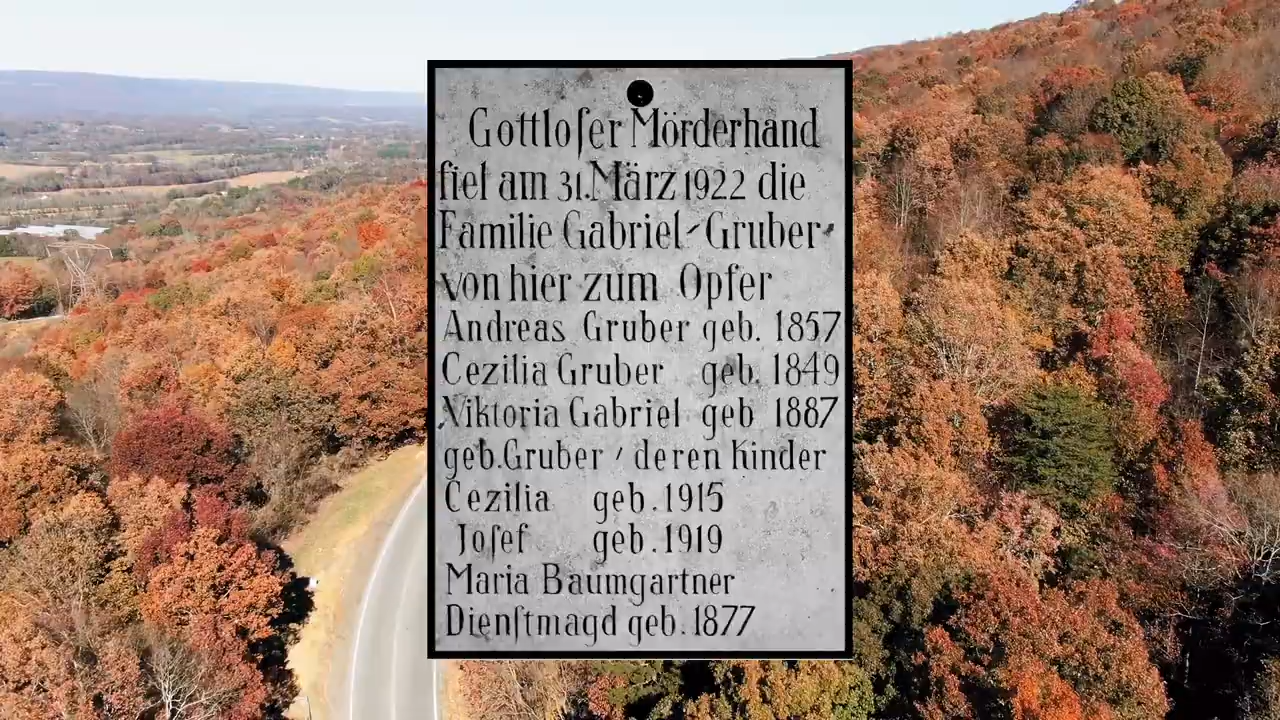 Gottloſer Mörderhand
fiel am 31. März 1922 die
Familie Gabriel-Gruber
von hier zum Opfer
Andreas Gruber geb. 1857
Cezilia Gruber geb. 1849
Viktoria Gabriel geb 1887
geb. Gruber / deren Kinder
Cezilia geb. 1915
Joſef geb. 1919
Maria Baumgartner
Dienſtmagd geb. 1877